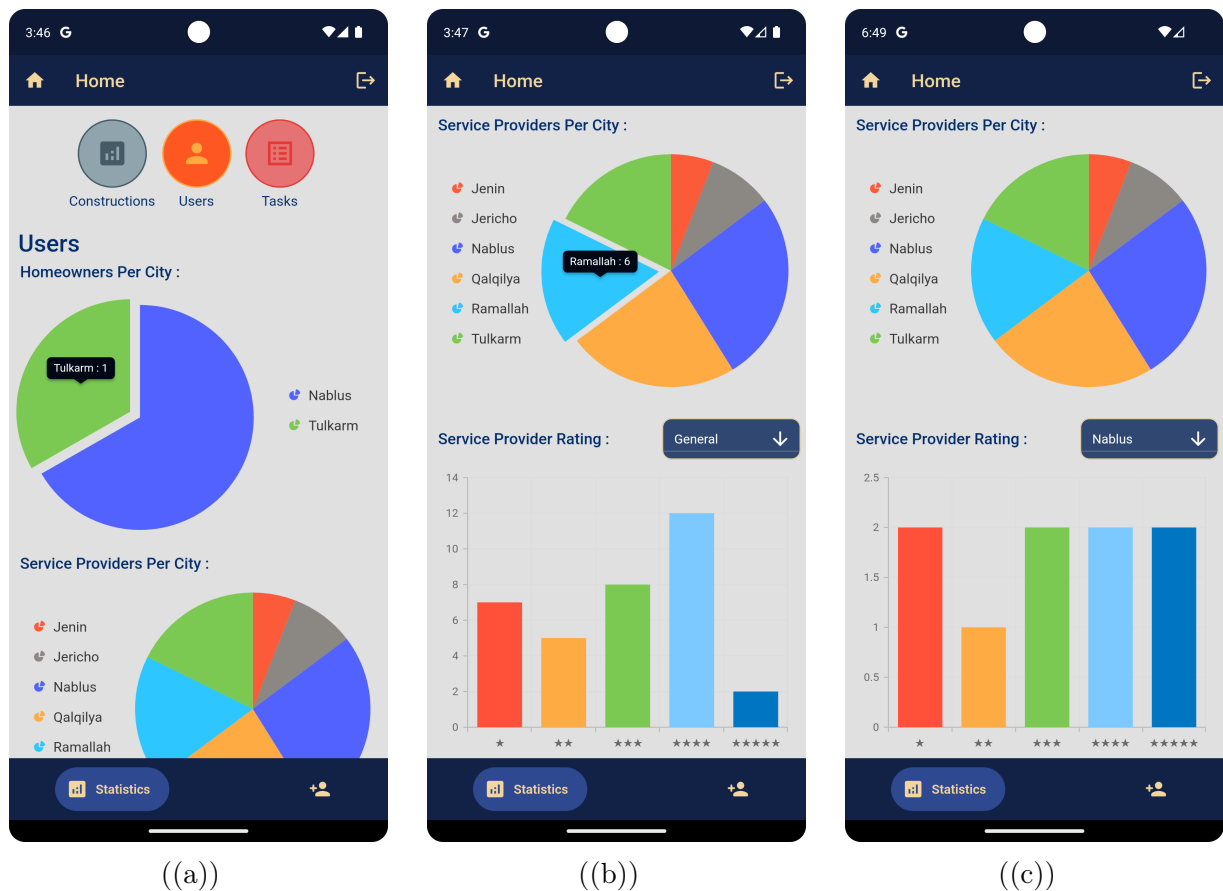 3:46 G
Home
Constructions Users Tasks
Users
Homeowners Per City :
Tulkarm : 1
Nablus
Tulkarm
Service Providers Per City :
Jenin
Jericho
Nablus
Qalqilya
Ramallah
Statistics
((a))
3:47 G
Home
Service Providers Per City :
Jenin
Jericho
Nablus
Qalqilya
Ramallah
Tulkarm
Ramallah : 6
Service Provider Rating : General
14
12
10
8
6
4
2
0
★ ★★ ★★★ ★★★★ ★★★★★
Statistics
((b))
6:49 G
Home
Service Providers Per City :
Jenin
Jericho
Nablus
Qalqilya
Ramallah
Tulkarm
Service Provider Rating : Nablus
2.5
2
1.5
1
0.5
0
★ ★★ ★★★ ★★★★ ★★★★★
Statistics
((c))